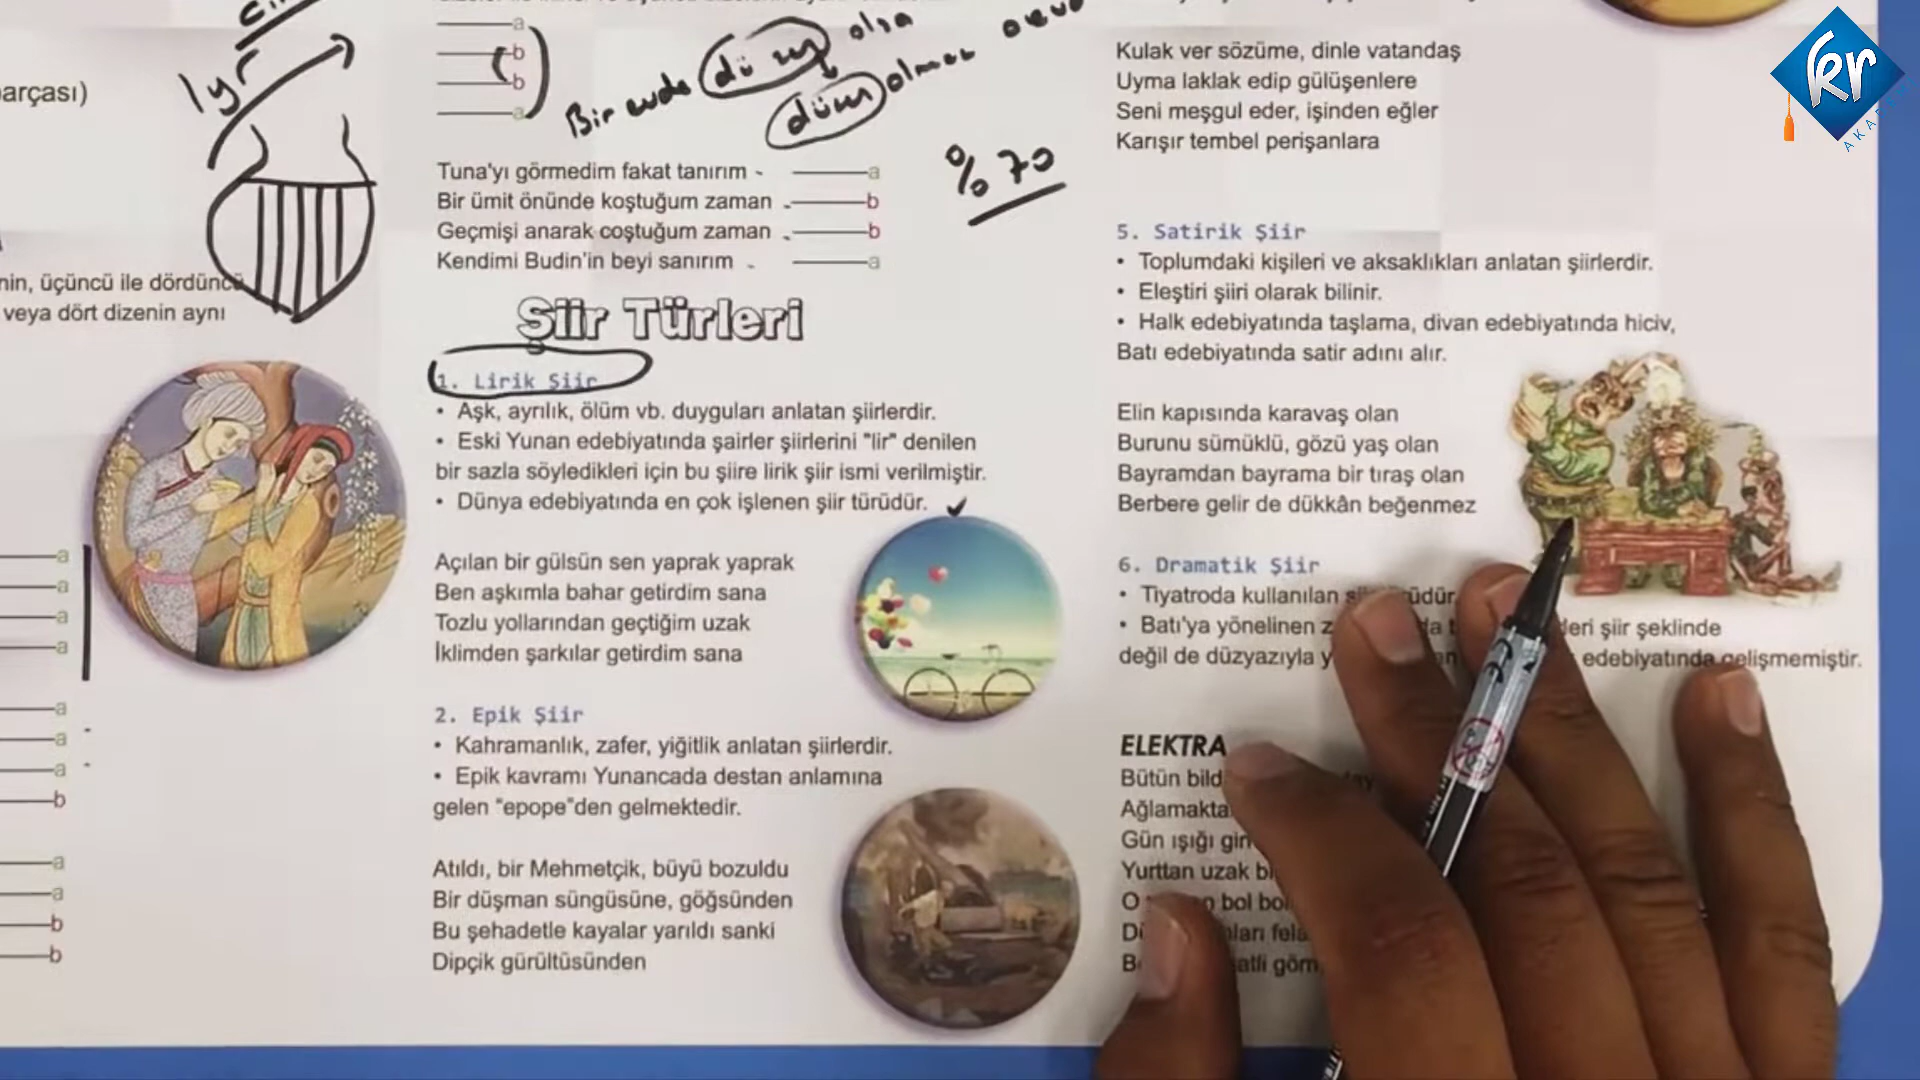 arçası)
nin, üçüncü ile dördüncü
veya dört dizenin aynı
a
a
a
a
a
a
a
b
a
a
b
b
lyr
a
b
b
a
Bir evde
olsa
düm
olmaz
% 70
Tuna'yı görmedim fakat tanırım - a
Bir ümit önünde koştuğum zaman - b
Geçmişi anarak coştuğum zaman - b
Kendimi Budin'in beyi sanırım - a
Şiir Türleri
1. Lirik Şiir
• Aşk, ayrılık, ölüm vb. duyguları anlatan şiirlerdir.
• Eski Yunan edebiyatında şairler şiirlerini "lir" denilen
bir sazla söyledikleri için bu şiire lirik şiir ismi verilmiştir.
• Dünya edebiyatında en çok işlenen şiir türüdür.
Açılan bir gülsün sen yaprak yaprak
Ben aşkımla bahar getirdim sana
Tozlu yollarından geçtiğim uzak
İklimden şarkılar getirdim sana
2. Epik Şiir
• Kahramanlık, zafer, yiğitlik anlatan şiirlerdir.
• Epik kavramı Yunancada destan anlamına
gelen "epope"den gelmektedir.
Atıldı, bir Mehmetçik, büyü bozuldu
Bir düşman süngüsüne, göğsünden
Bu şehadetle kayalar yarıldı sanki
Dipçik gürültüsünden
Kulak ver sözüme, dinle vatandaş
Uyma laklak edip gülüşenlere
Seni meşgul eder, işinden eğler
Karışır tembel perişanlara
5. Satirik Şiir
• Toplumdaki kişileri ve aksaklıkları anlatan şiirlerdir.
• Eleştiri şiiri olarak bilinir.
• Halk edebiyatında taşlama, divan edebiyatında hiciv,
Batı edebiyatında satir adını alır.
Elin kapısında karavaş olan
Burunu sümüklü, gözü yaş olan
Bayramdan bayrama bir tıraş olan
Berbere gelir de dükkân beğenmez
6. Dramatik Şiir
• Tiyatroda kullanılan
• Batı'ya yönelinen şiir şeklinde
değil de düzyazıyla edebiyatında gelişmemiştir.
ELEKTRA
Bütün
Gün ışığı
Yurttan uzak
bol
kr
AKADEMİ